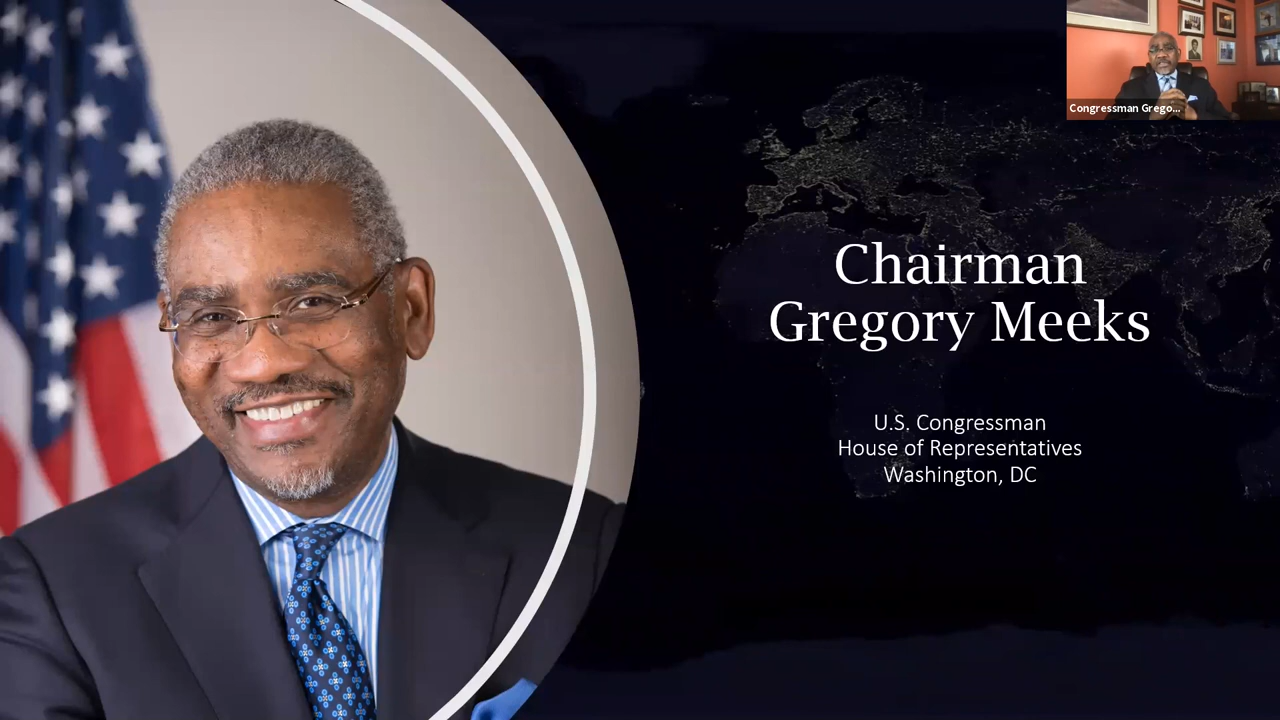 Congressman Grego...
Chairman
Gregory Meeks
U.S. Congressman
House of Representatives
Washington, DC